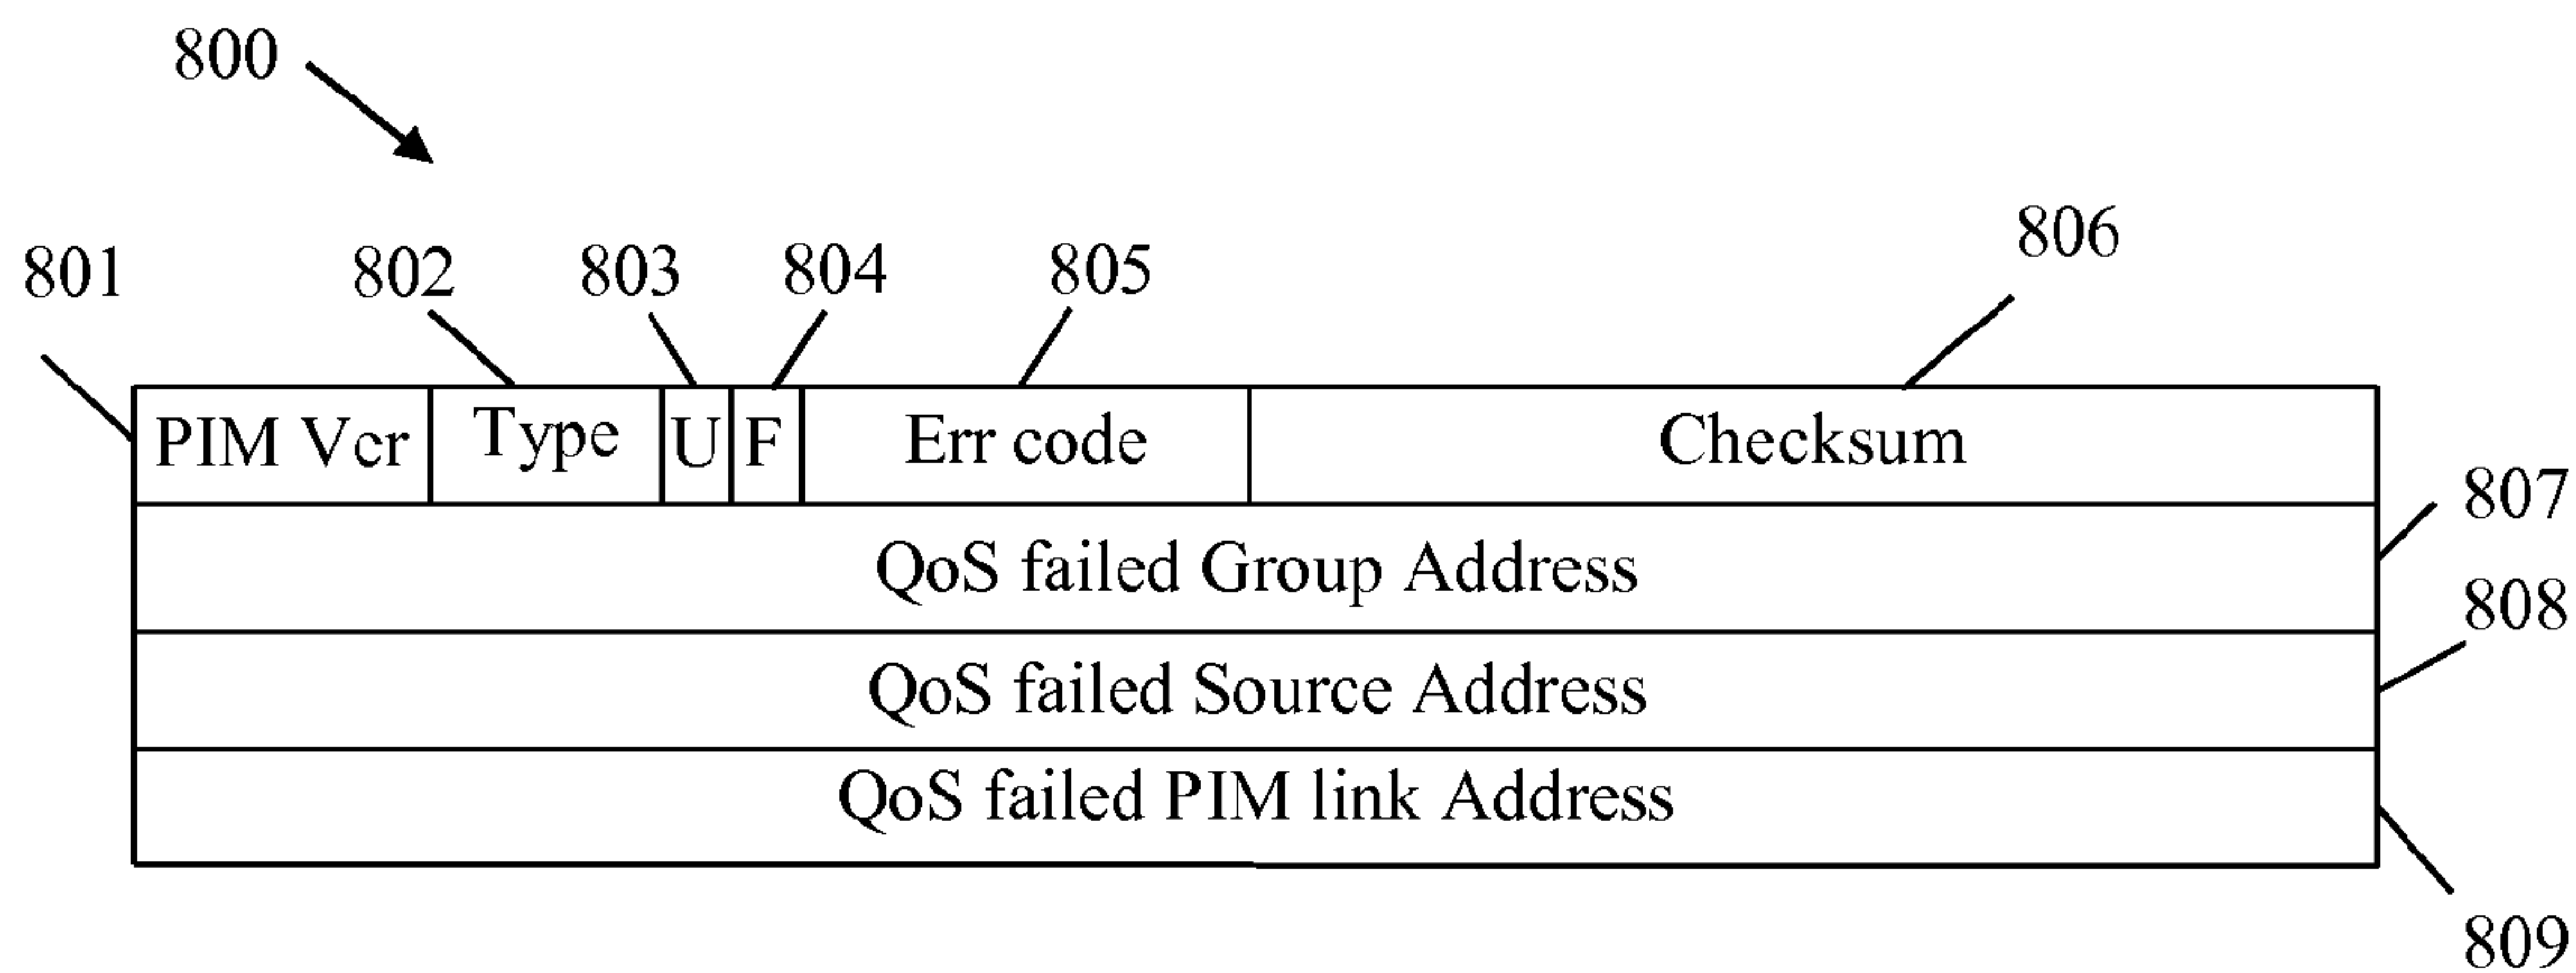 800
801 802 803 804 805 806
PIM Vcr Type U F Err code Checksum
807
QoS failed Group Address
808
QoS failed Source Address
QoS failed PIM link Address
809